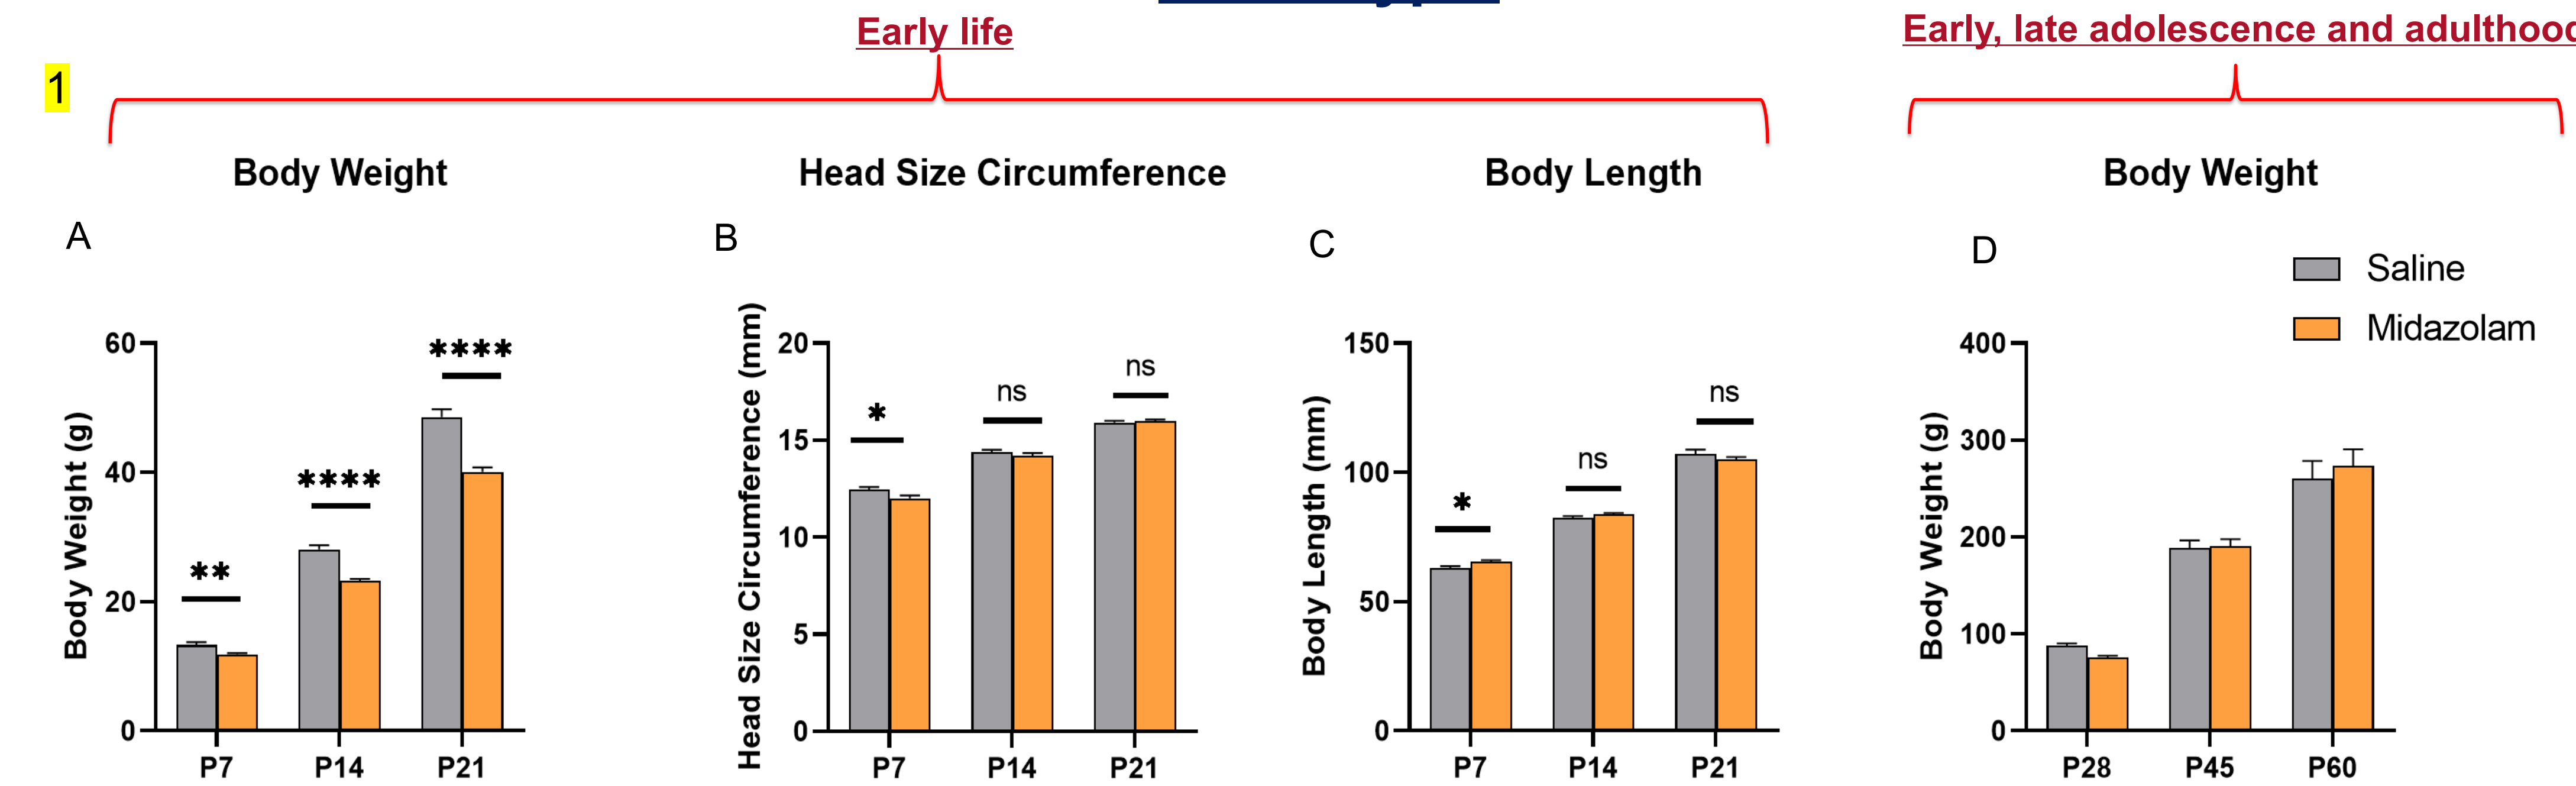 Early life
Early, late adolescence and adulthood
1
Body Weight
Head Size Circumference
Body Length
Body Weight
A
B
C
D
Saline
Midazolam
Body Weight (g)
60
40
20
0
**
****
****
P7
P14
P21
Head Size Circumference (mm)
20
15
10
5
0
*
ns
ns
P7
P14
P21
Body Length (mm)
150
100
50
0
*
ns
ns
P7
P14
P21
Body Weight (g)
400
300
200
100
0
P28
P45
P60